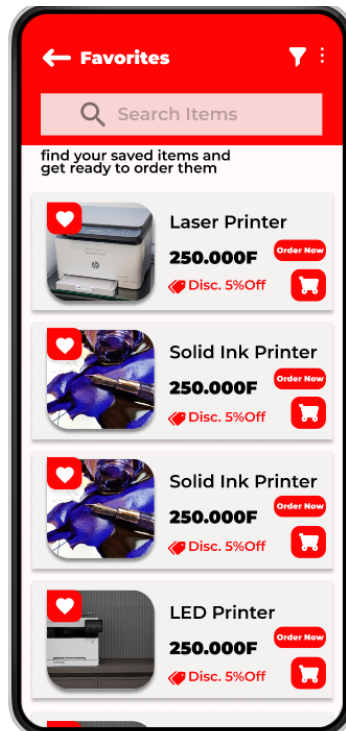 Favorites
Search Items
find your saved items and
get ready to order them
Laser Printer
250.000F
Order Now
Disc. 5%Off
Solid Ink Printer
250.000F
Order Now
Disc. 5%Off
Solid Ink Printer
250.000F
Order Now
Disc. 5%Off
LED Printer
250.000F
Order Now
Disc. 5%Off